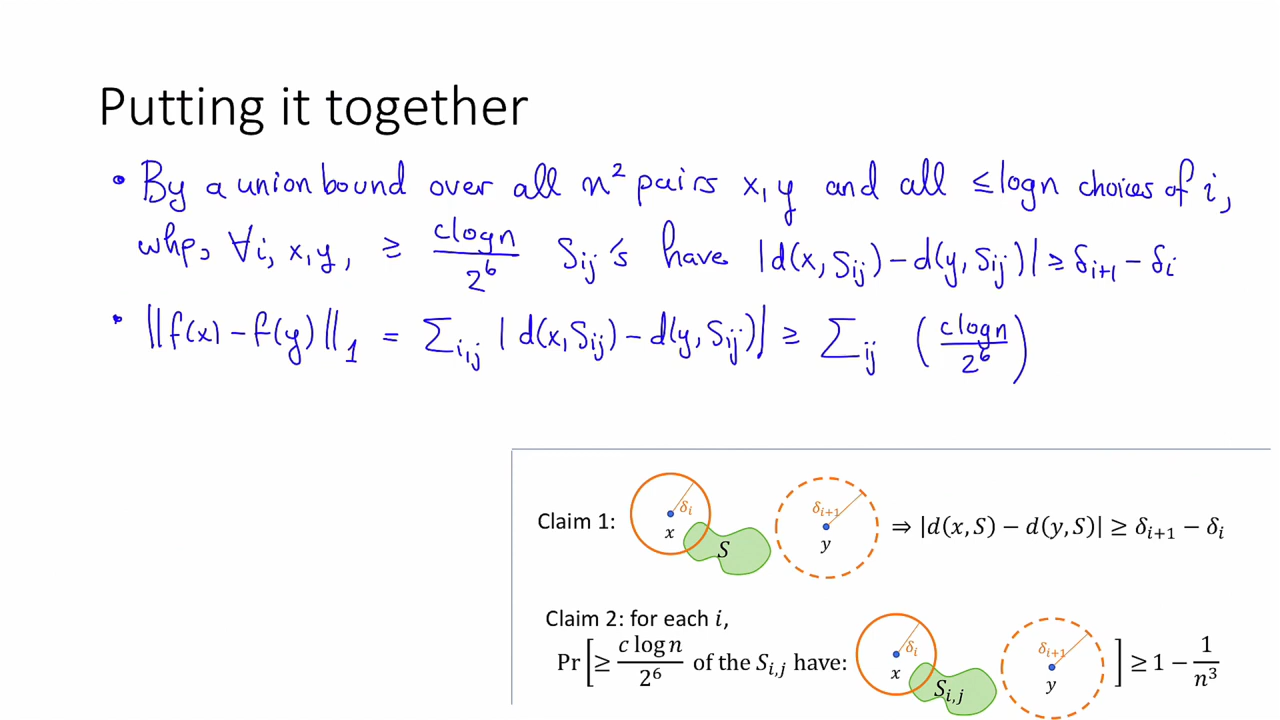 Putting it together
• By a union bound over all n² pairs x,y and all ≤ log n choices of i,
whp, ∀i, x,y, ≥ c log n / 2⁶ Sᵢⱼ's have |d(x, Sᵢⱼ) − d(y, Sᵢⱼ)| ≥ δᵢ₊₁ − δᵢ
• ‖f(x) − f(y)‖₁ = Σᵢ,ⱼ |d(x, Sᵢⱼ) − d(y, Sᵢⱼ)| ≥ Σᵢⱼ (c log n / 2⁶)
Claim 1: δᵢ x S δᵢ₊₁ y ⇒ |d(x, S) − d(y, S)| ≥ δᵢ₊₁ − δᵢ
Claim 2: for each i,
Pr [≥ c log n / 2⁶ of the Sᵢ,ⱼ have: δᵢ x Sᵢ,ⱼ δᵢ₊₁ y ] ≥ 1 − 1/n³